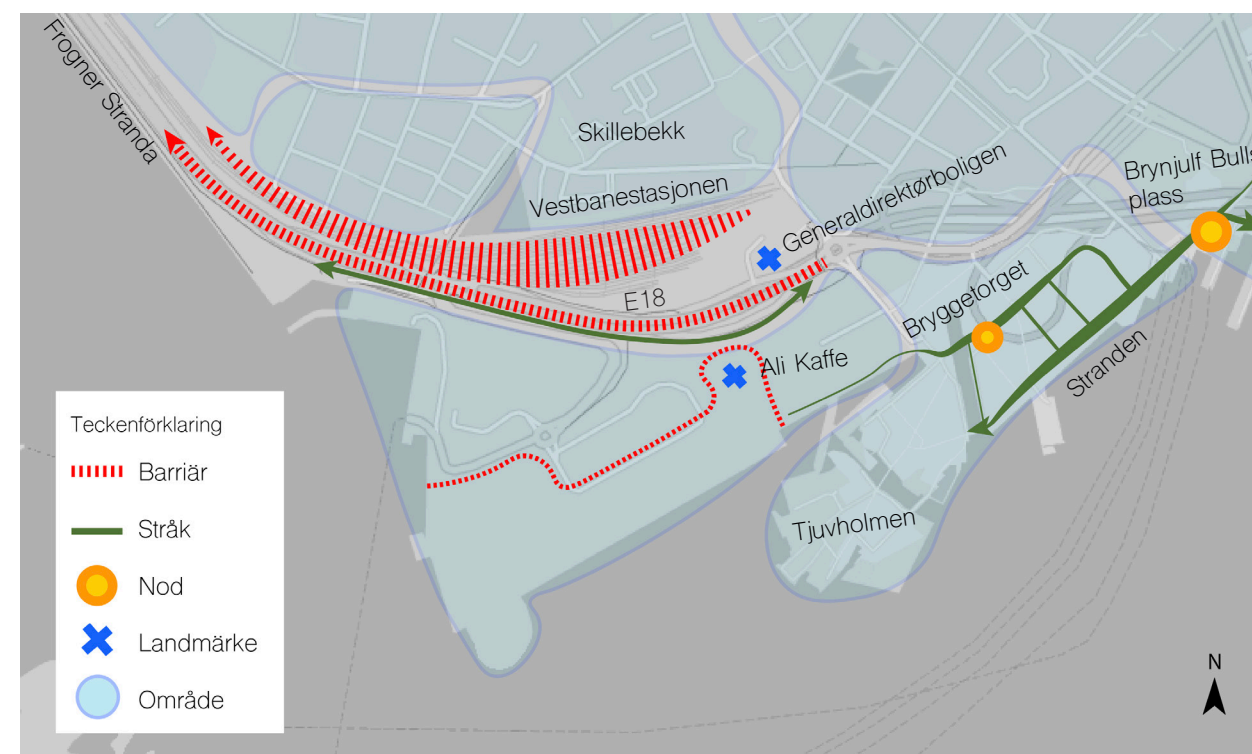 Frogner Stranda
Skillebekk
Vestbanestasjonen
Generaldirektørboligen
Brynjulf Bulls
plass
E18
Bryggetorget
Stranden
Ali Kaffe
Tjuvholmen
Teckenförklaring
Barriär
Stråk
Nod
Landmärke
Område
N